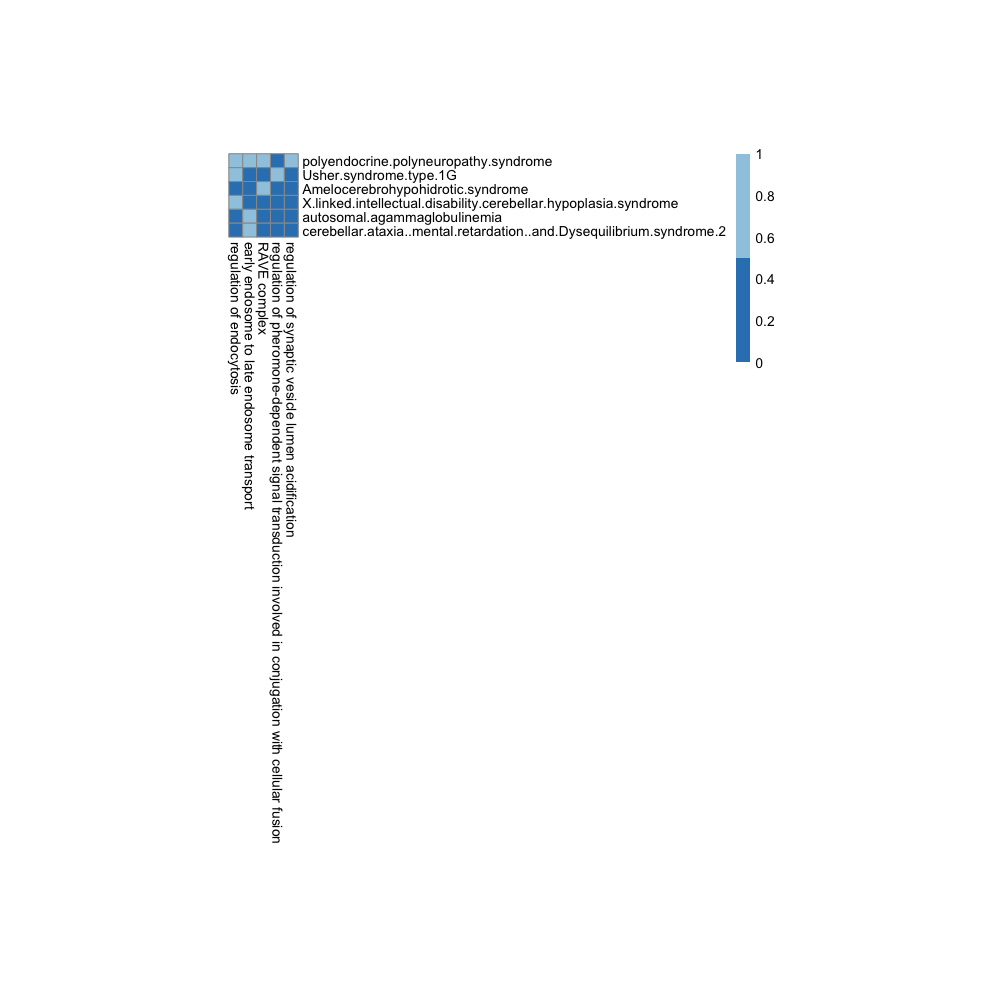 polyendocrine.polyneuropathy.syndrome
Usher.syndrome.type.1G
Amelocerebrohypohidrotic.syndrome
X.linked.intellectual.disability.cerebellar.hypoplasia.syndrome
autosomal.agammaglobulinemia
cerebellar.ataxia..mental.retardation..and.Dysequilibrium.syndrome.2
regulation of endocytosis
early endosome to late endosome transport
RAVE complex
regulation of pheromone-dependent signal transduction involved in conjugation with cellular fusion
regulation of synaptic vesicle lumen acidification
1
0.8
0.6
0.4
0.2
0